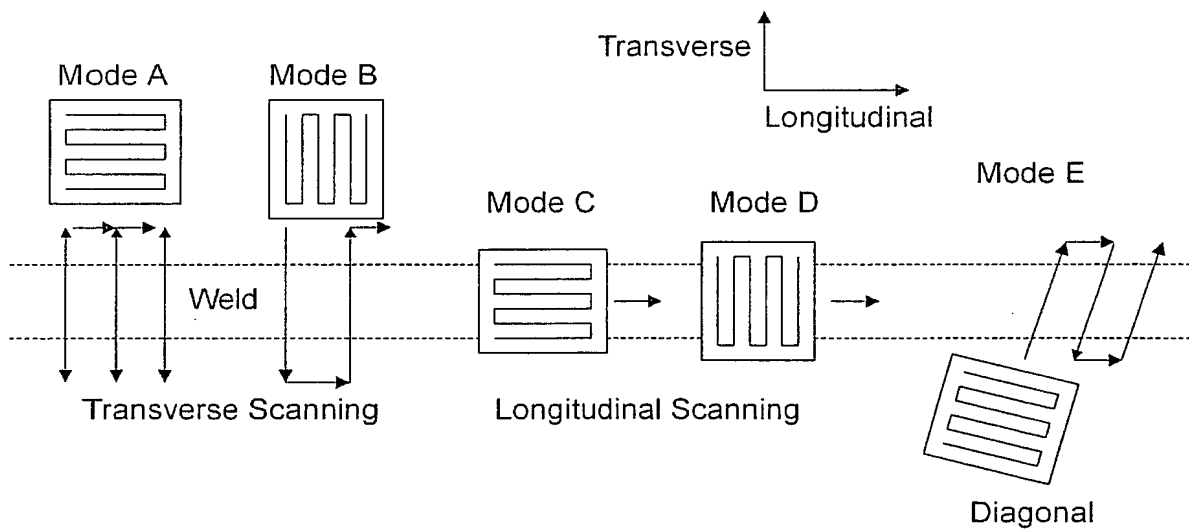 Transverse
Longitudinal
Mode A
Mode B
Mode C
Mode D
Mode E
Weld
Transverse Scanning
Longitudinal Scanning
Diagonal